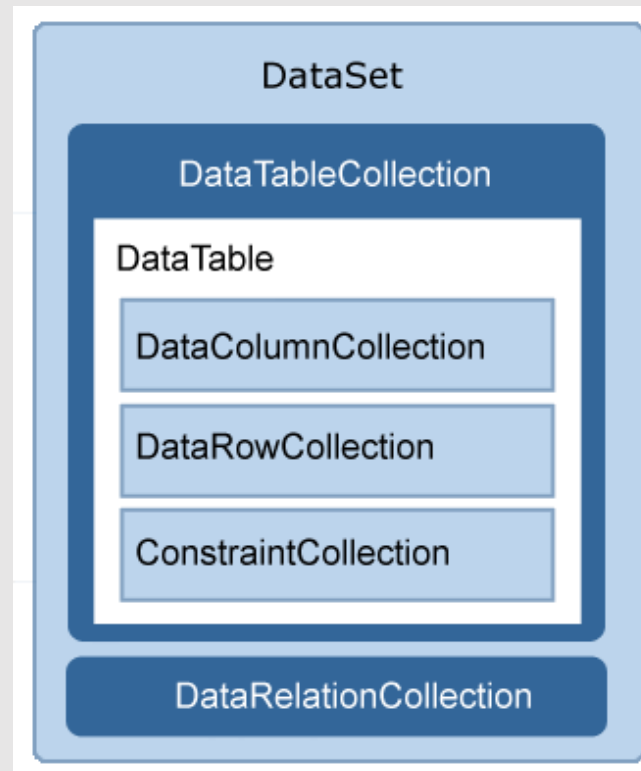 DataSet
DataTableCollection
DataTable
DataColumnCollection
DataRowCollection
ConstraintCollection
DataRelationCollection